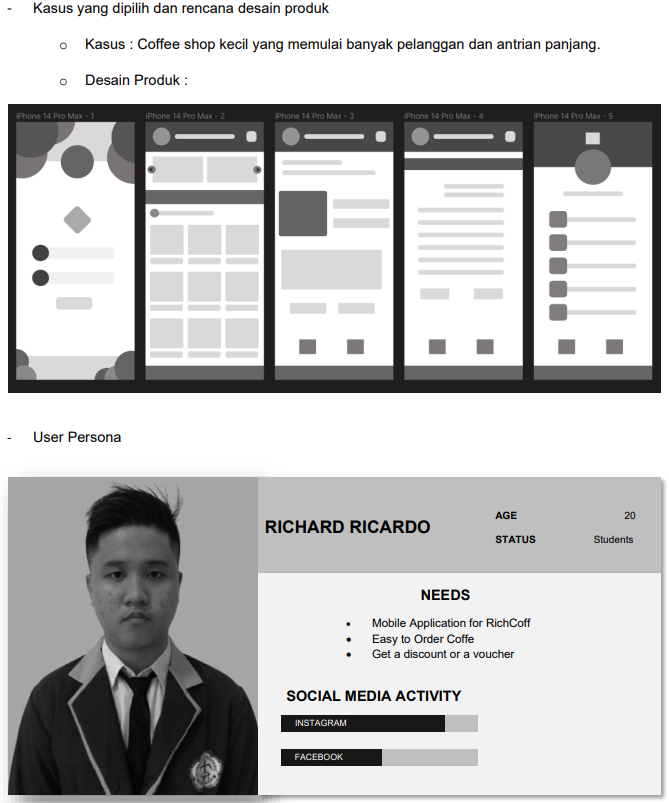 - Kasus yang dipilih dan rencana desain produk
o Kasus : Coffee shop kecil yang memulai banyak pelanggan dan antrian panjang.
o Desain Produk :
iPhone 14 Pro Max - 1
iPhone 14 Pro Max - 2
iPhone 14 Pro Max - 3
iPhone 14 Pro Max - 4
iPhone 14 Pro Max - 5
- User Persona
RICHARD RICARDO
AGE 20
STATUS Students
NEEDS
• Mobile Application for RichCoff
• Easy to Order Coffe
• Get a discount or a voucher
SOCIAL MEDIA ACTIVITY
INSTAGRAM
FACEBOOK